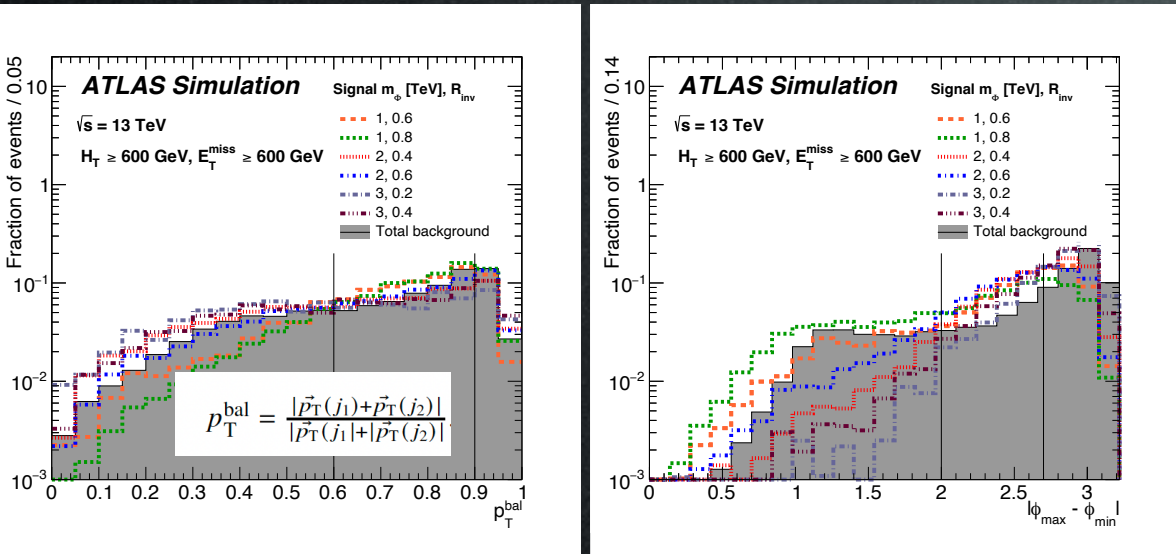 Fraction of events / 0.05
ATLAS Simulation
√s = 13 TeV
H_T ≥ 600 GeV, E_T^miss ≥ 600 GeV
Signal m_Φ [TeV], R_inv
1, 0.6
1, 0.8
2, 0.4
2, 0.6
3, 0.2
3, 0.4
Total background
10
1
10⁻¹
10⁻²
10⁻³
p_T^bal = |p⃗_T(j₁)+p⃗_T(j₂)| / |p⃗_T(j₁|+|p⃗_T(j₂)|
0 0.1 0.2 0.3 0.4 0.5 0.6 0.7 0.8 0.9 1
p_T^bal
Fraction of events / 0.14
ATLAS Simulation
√s = 13 TeV
H_T ≥ 600 GeV, E_T^miss ≥ 600 GeV
Signal m_Φ [TeV], R_inv
1, 0.6
1, 0.8
2, 0.4
2, 0.6
3, 0.2
3, 0.4
Total background
10
1
10⁻¹
10⁻²
10⁻³
0 0.5 1 1.5 2 2.5 3
|ϕ_max - ϕ_min|